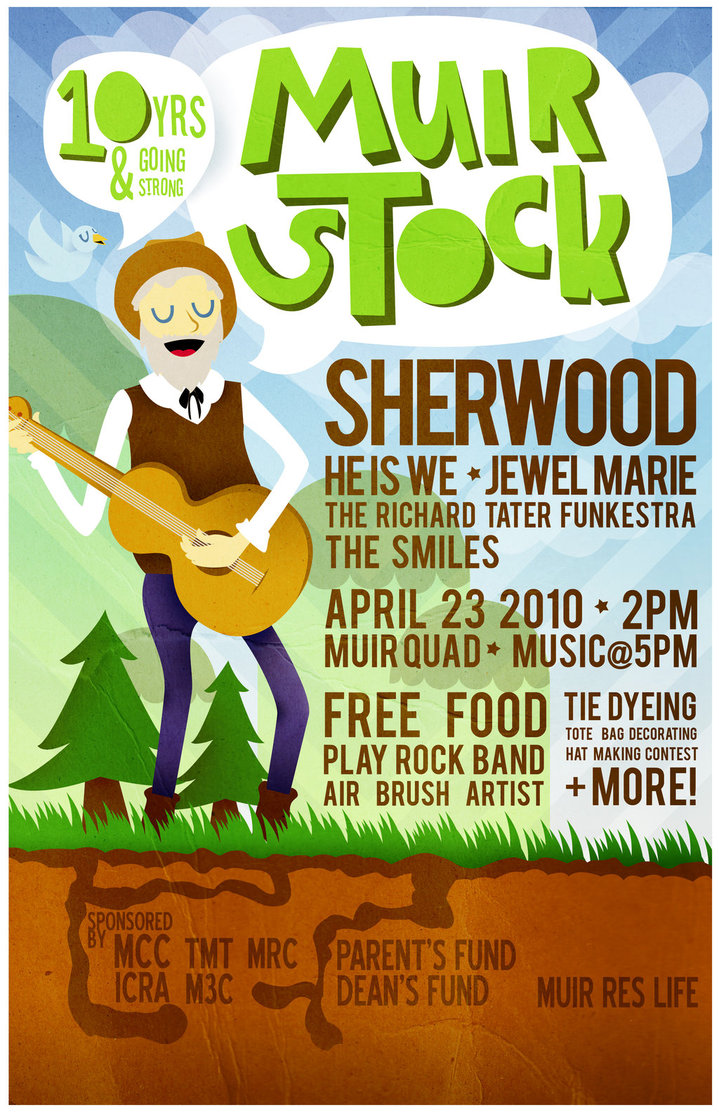 10 YRS
& GOING
STRONG
MUIR
STOCK
SHERWOOD
HE IS WE ★ JEWEL MARIE
THE RICHARD TATER FUNKESTRA
THE SMILES
APRIL 23 2010 ★ 2PM
MUIR QUAD ★ MUSIC@5PM
FREE FOOD
PLAY ROCK BAND
AIR BRUSH ARTIST
TIE DYEING
TOTE BAG DECORATING
HAT MAKING CONTEST
+ MORE!
SPONSORED
BY
MCC TMT MRC
ICRA M3C
PARENT'S FUND
DEAN'S FUND
MUIR RES LIFE